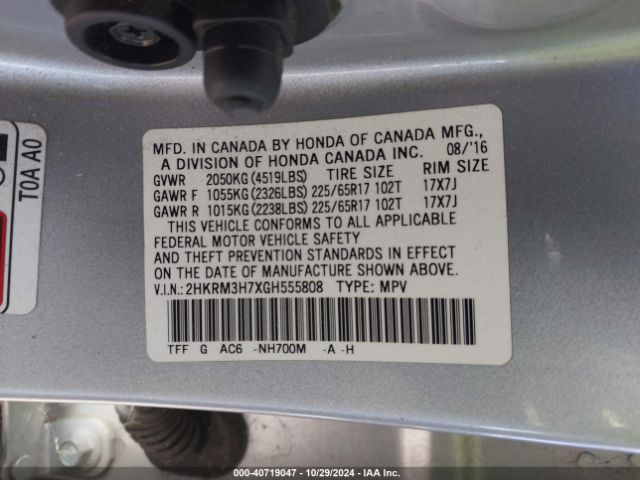 MFD. IN CANADA BY HONDA OF CANADA MFG.,
A DIVISION OF HONDA CANADA INC. 08/'16
GVWR 2050KG (4519LBS) TIRE SIZE RIM SIZE
GAWR F 1055KG (2326LBS) 225/65R17 102T 17X7J
GAWR R 1015KG (2238LBS) 225/65R17 102T 17X7J
THIS VEHICLE CONFORMS TO ALL APPLICABLE
FEDERAL MOTOR VEHICLE SAFETY
AND THEFT PREVENTION STANDARDS IN EFFECT
ON THE DATE OF MANUFACTURE SHOWN ABOVE.
V.I.N.: 2HKRM3H7XGH555808 TYPE: MPV
TFF G AC6 -NH700M -A -H
T0A A0
000-40719047 - 10/29/2024 - IAA Inc.